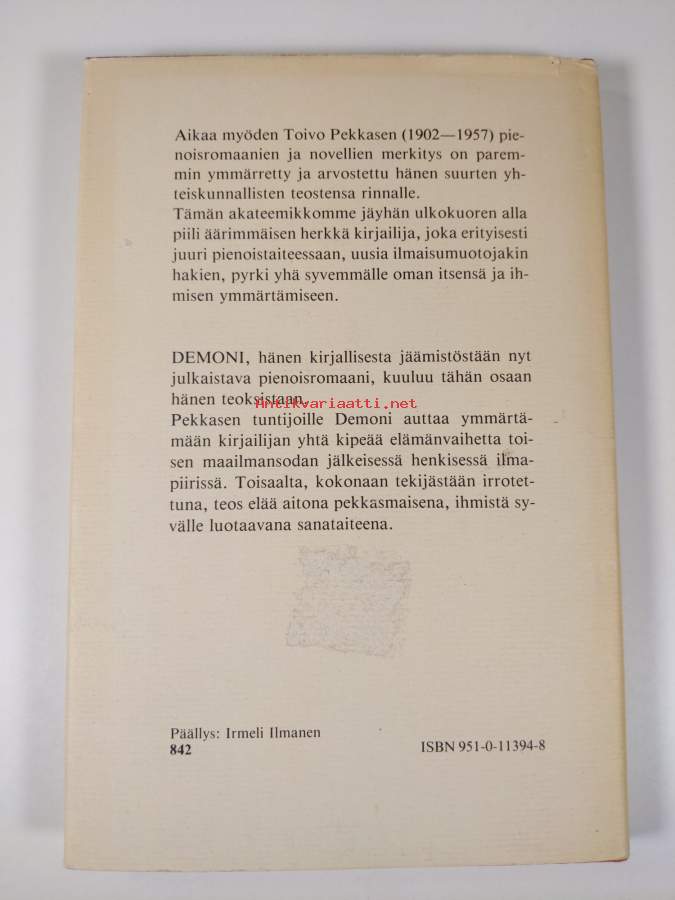 Aikaa myöden Toivo Pekkasen (1902—1957) pie-
noisromaanien ja novellien merkitys on parem-
min ymmärretty ja arvostettu hänen suurten yh-
teiskunnallisten teostensa rinnalle.
Tämän akateemikkomme jäyhän ulkokuoren alla
piili äärimmäisen herkkä kirjailija, joka erityisesti
juuri pienoistaiteessaan, uusia ilmaisumuotojakin
hakien, pyrki yhä syvemmälle oman itsensä ja ih-
misen ymmärtämiseen.
DEMONI, hänen kirjallisesta jäämistöstään nyt
julkaistava pienoisromaani, kuuluu tähän osaan
hänen teoksistaan.
Antikvariaatti.net
Pekkasen tuntijoille Demoni auttaa ymmärtä-
mään kirjailijan yhtä kipeää elämänvaihetta toi-
sen maailmansodan jälkeisessä henkisessä ilma-
piirissä. Toisaalta, kokonaan tekijästään irrotet-
tuna, teos elää aitona pekkasmaisena, ihmistä sy-
välle luotaavana sanataiteena.
Päällys: Irmeli Ilmanen
842
ISBN 951-0-11394-8